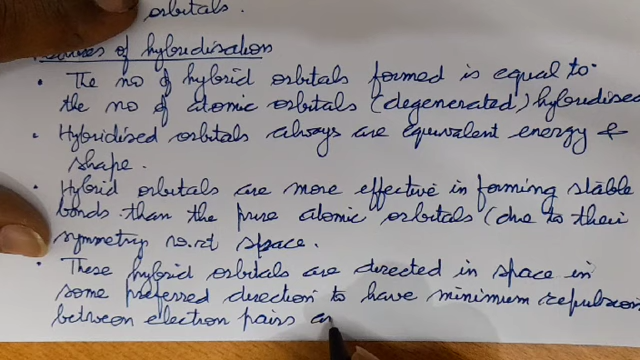 orbitals.
Features of hybridisation
• The no of hybrid orbitals formed is equal to
the no of atomic orbitals (degenerated) hybridised
• Hybridised orbitals always are equivalent energy &
shape.
• Hybrid orbitals are more effective in forming stable
bonds than the pure atomic orbitals (due to their
symmetry w.r.t space.
• These hybrid orbitals are directed in space in
some preferred direction to have minimum repulsion
between electron pairs